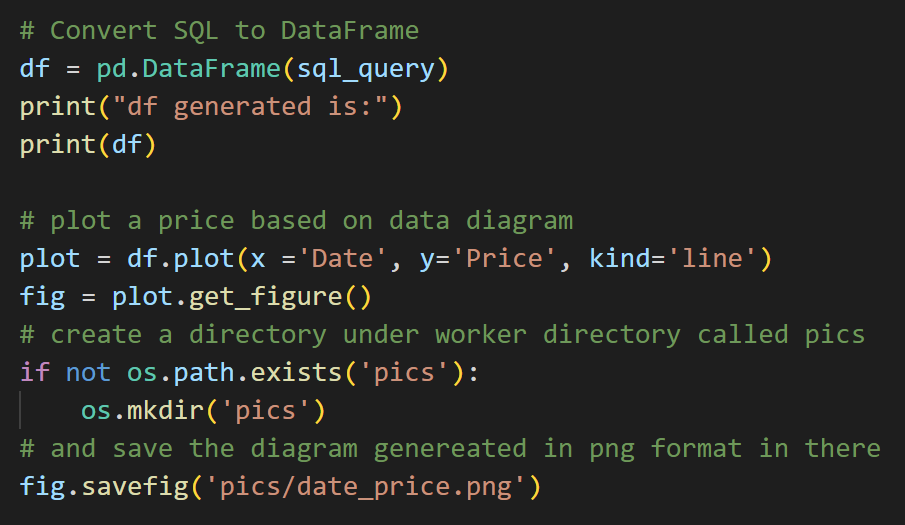 # Convert SQL to DataFrame
df = pd.DataFrame(sql_query)
print("df generated is:")
print(df)

# plot a price based on data diagram
plot = df.plot(x ='Date', y='Price', kind='line')
fig = plot.get_figure()
# create a directory under worker directory called pics
if not os.path.exists('pics'):
    os.mkdir('pics')
# and save the diagram genereated in png format in there
fig.savefig('pics/date_price.png')